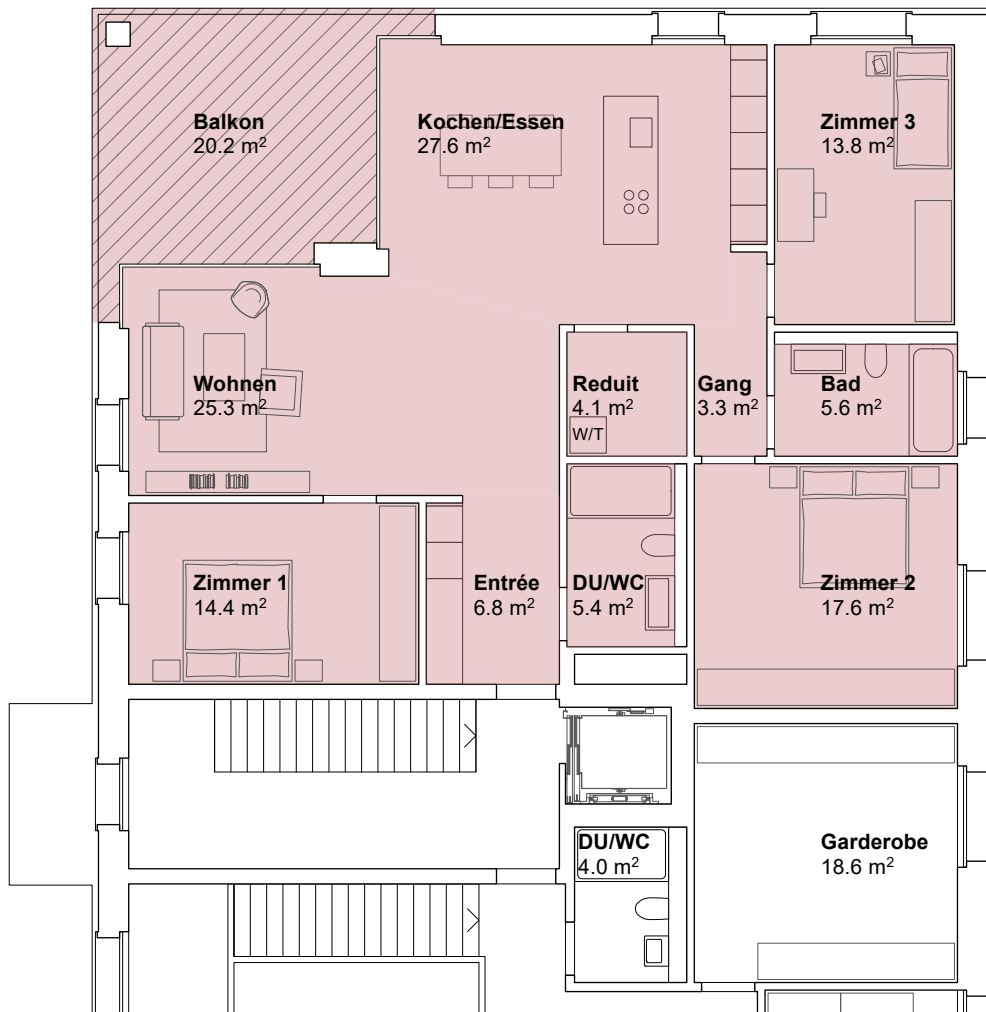 Balkon
20.2 m²
Kochen/Essen
27.6 m²
Zimmer 3
13.8 m²
Wohnen
25.3 m²
Reduit
4.1 m²
W/T
Gang
3.3 m²
Bad
5.6 m²
Zimmer 1
14.4 m²
Entrée
6.8 m²
DU/WC
5.4 m²
Zimmer 2
17.6 m²
DU/WC
4.0 m²
Garderobe
18.6 m²